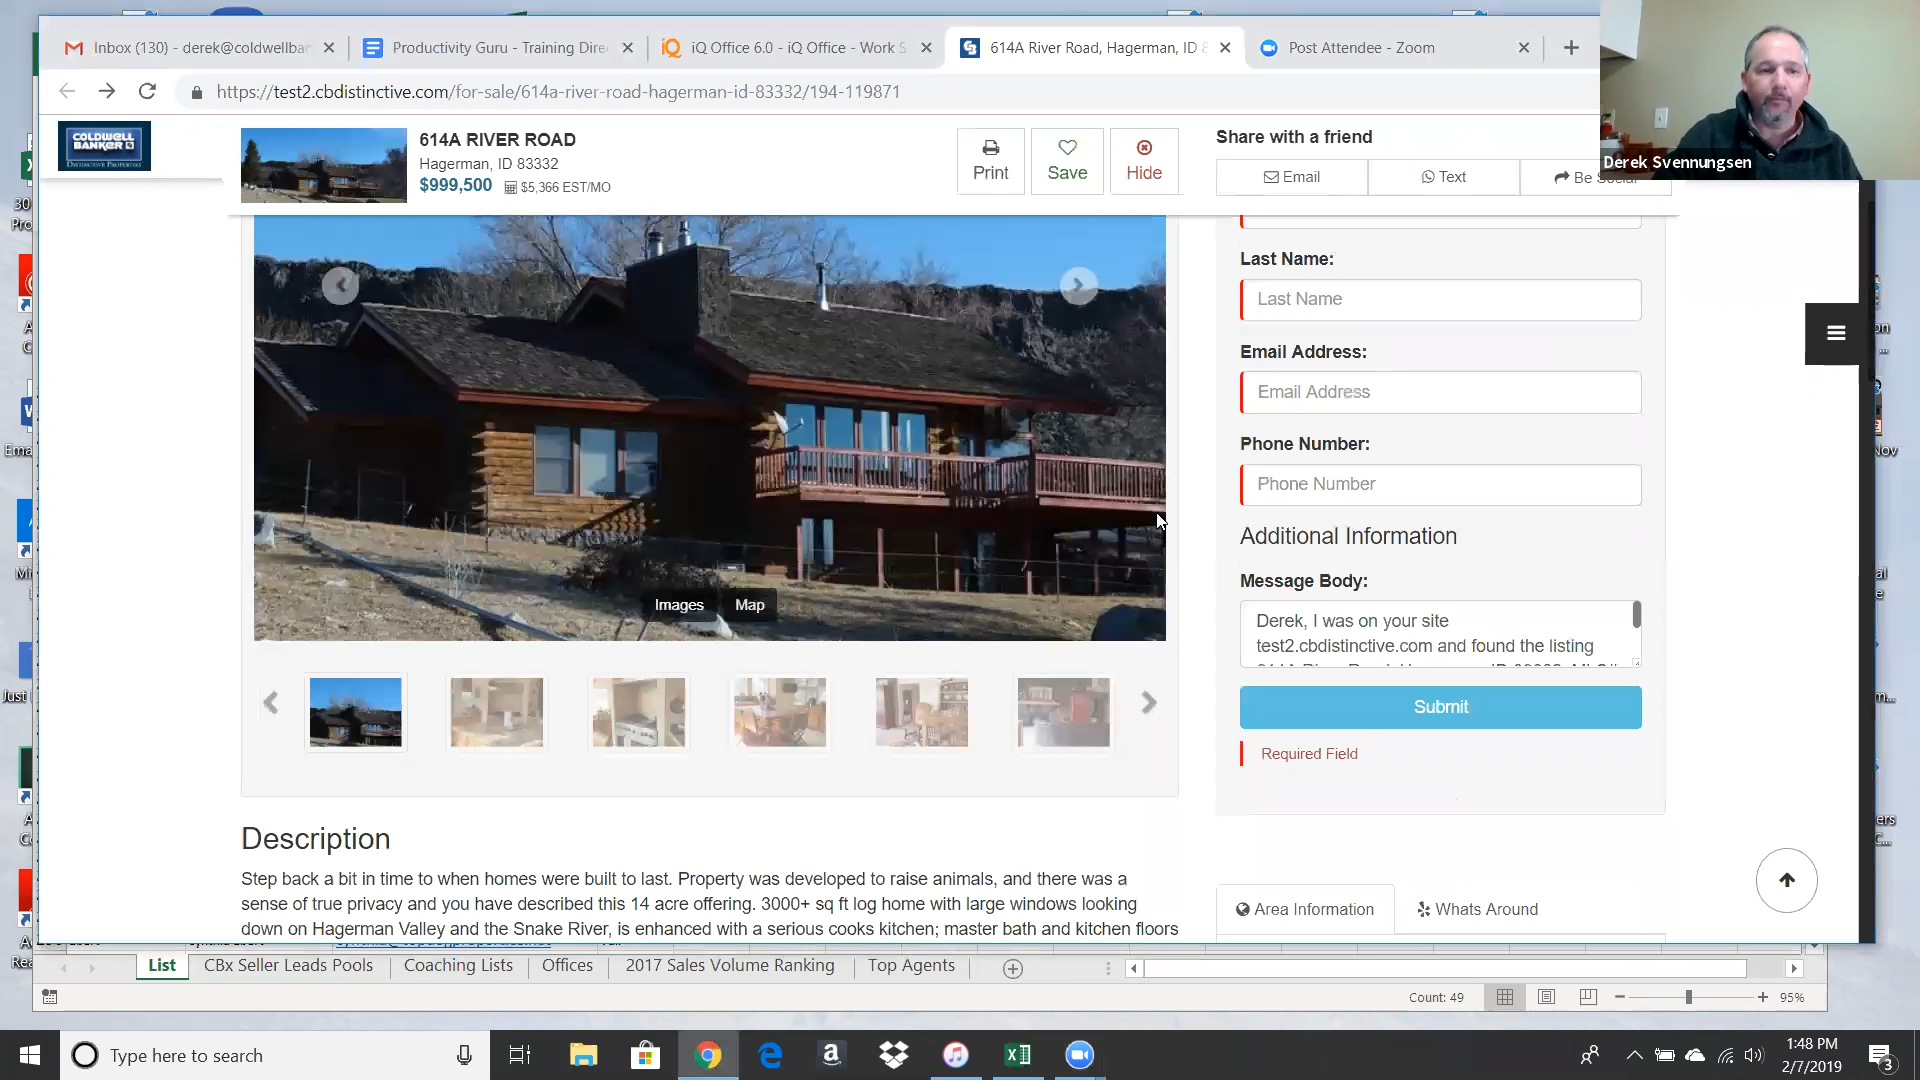 Inbox (130) - derek@coldwellba
Productivity Guru - Training Dire
iQ Office 6.0 - iQ Office - Work S
614A River Road, Hagerman, ID 8
Post Attendee - Zoom
https://test2.cbdistinctive.com/for-sale/614a-river-road-hagerman-id-83332/194-119871
Derek Svennungsen
COLDWELL
BANKER
DISTINCTIVE PROPERTIES
614A RIVER ROAD
Hagerman, ID 83332
$999,500 $5,366 EST/MO
Print
Save
Hide
Share with a friend
Email
Text
Be Social
Last Name:
Last Name
Email Address:
Email Address
Phone Number:
Phone Number
Additional Information
Message Body:
Derek, I was on your site
test2.cbdistinctive.com and found the listing
Submit
Required Field
Images
Map
Description
Step back a bit in time to when homes were built to last. Property was developed to raise animals, and there was a
sense of true privacy and you have described this 14 acre offering. 3000+ sq ft log home with large windows looking
down on Hagerman Valley and the Snake River, is enhanced with a serious cooks kitchen; master bath and kitchen floors
Area Information
Whats Around
List
CBx Seller Leads Pools
Coaching Lists
Offices
2017 Sales Volume Ranking
Top Agents
Count: 49
95%
Type here to search
1:48 PM
2/7/2019
3